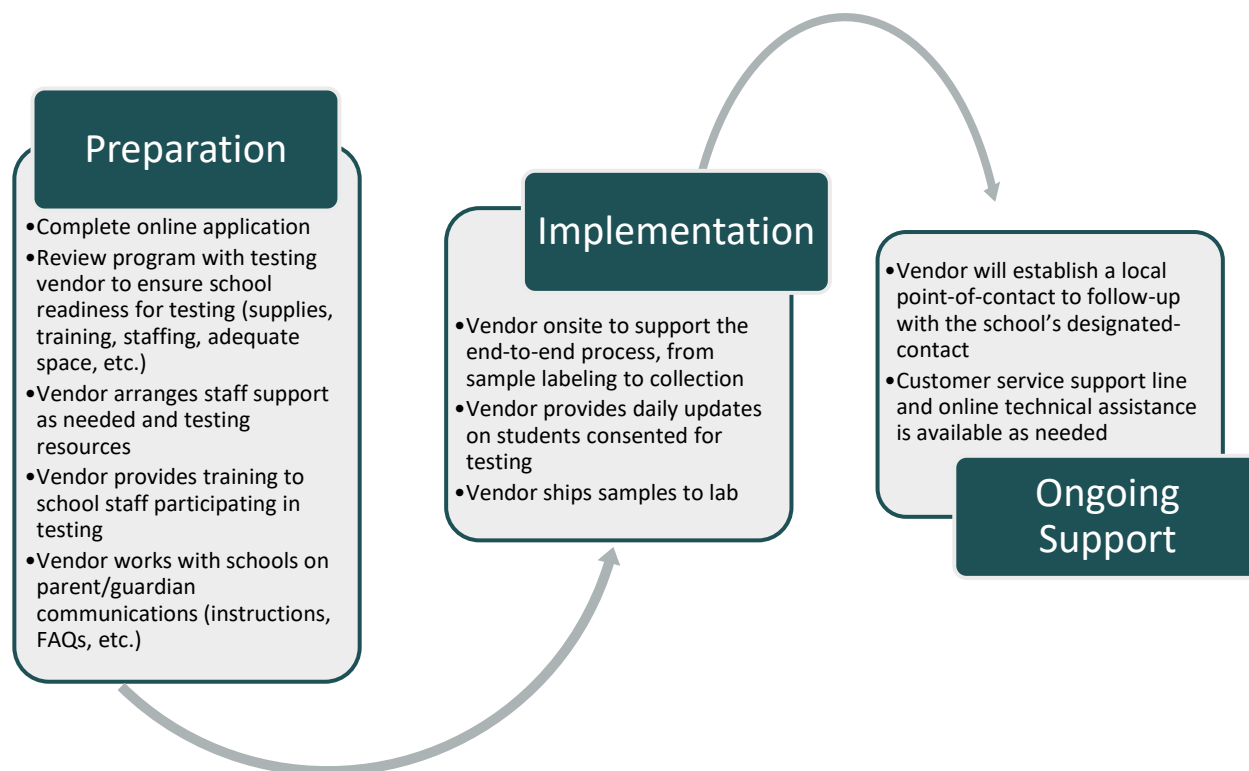 Preparation
•Complete online application
•Review program with testing
vendor to ensure school
readiness for testing (supplies,
training, staffing, adequate
space, etc.)
•Vendor arranges staff support
as needed and testing
resources
•Vendor provides training to
school staff participating in
testing
•Vendor works with schools on
parent/guardian
communications (instructions,
FAQs, etc.)
Implementation
•Vendor onsite to support the
end-to-end process, from
sample labeling to collection
•Vendor provides daily updates
on students consented for
testing
•Vendor ships samples to lab
•Vendor will establish a local
point-of-contact to follow-up
with the school’s designated-
contact
•Customer service support line
and online technical assistance
is available as needed
Ongoing
Support